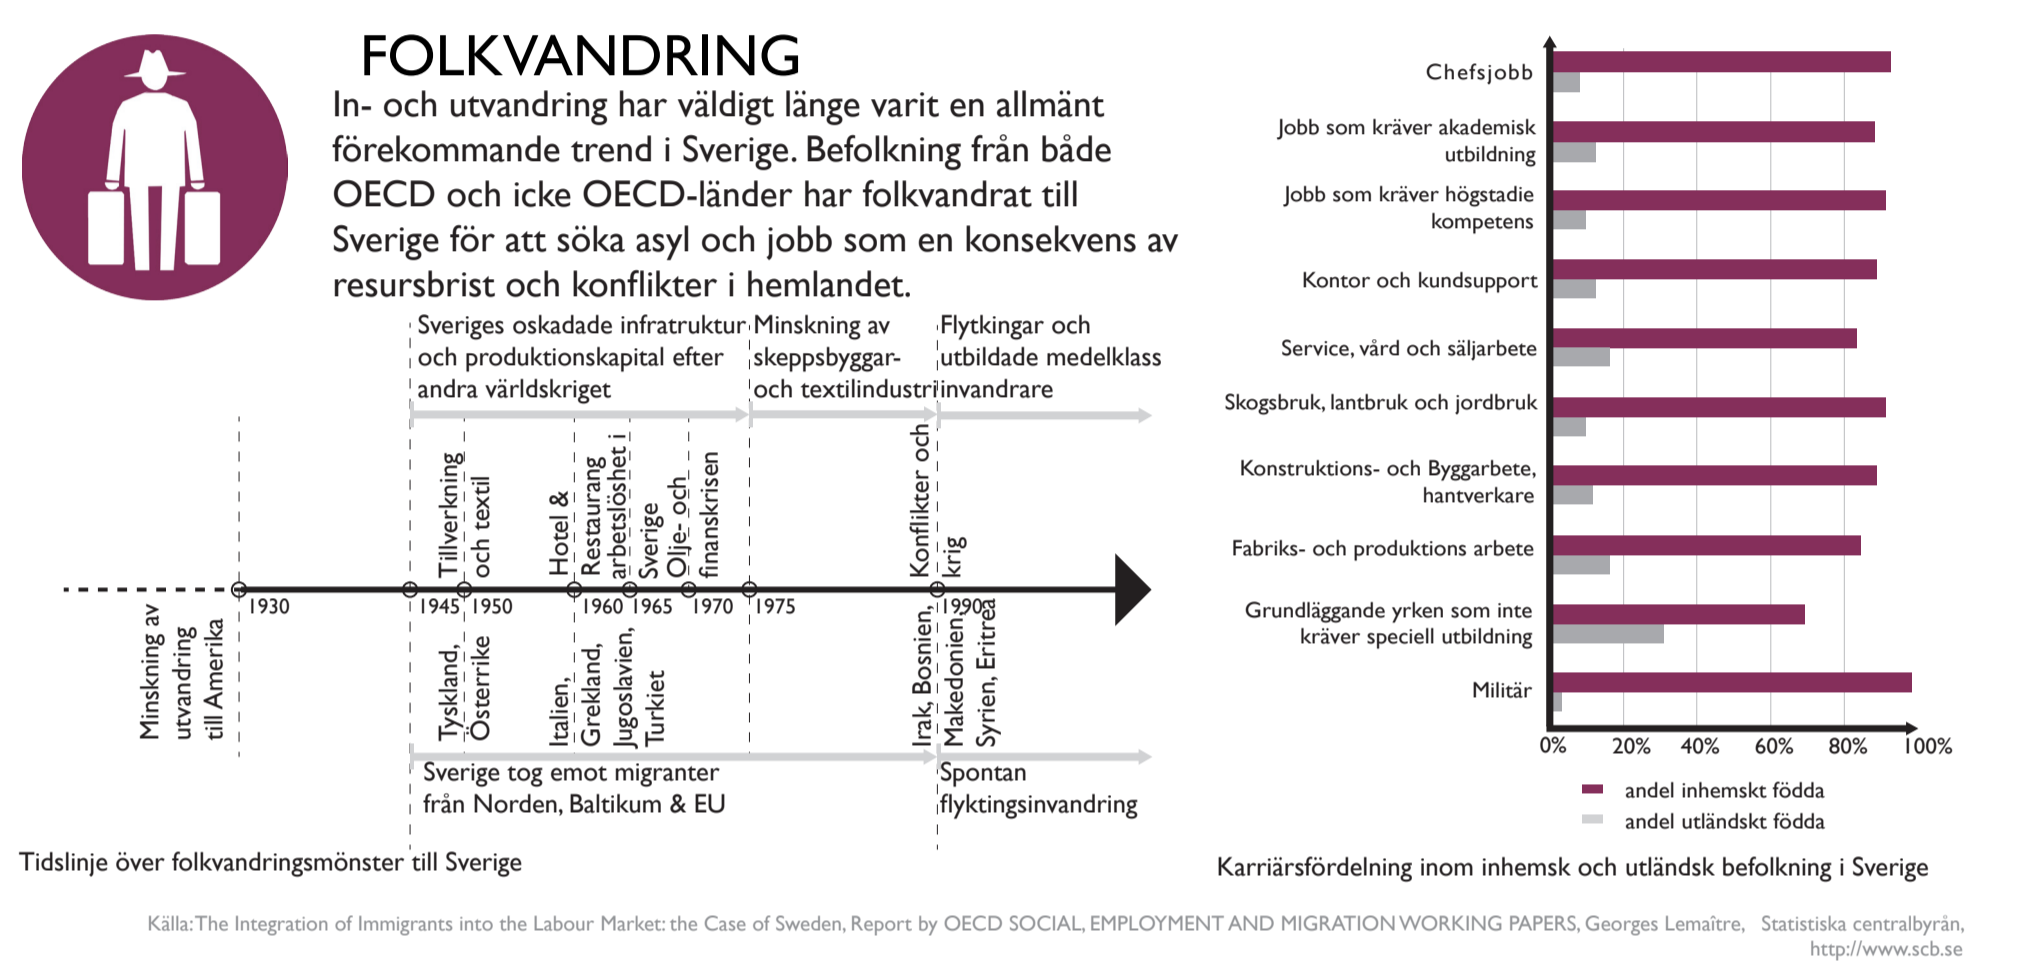 FOLKVANDRING
In- och utvandring har väldigt länge varit en allmänt
förekommande trend i Sverige. Befolkning från både
OECD och icke OECD-länder har folkvandrat till
Sverige för att söka asyl och jobb som en konsekvens av
resursbrist och konflikter i hemlandet.
Sveriges oskadade infratruktur
och produktionskapital efter
andra världskriget
Minskning av
skeppsbyggar-
och textilindustri
Flytkingar och
utbildade medelklass
invandrare
Tillverkning
och textil
Hotel &
Restaurang
arbetslöshet i
Sverige
Olje- och
finanskrisen
Konflikter och
krig
1930
1945
1950
1960
1965
1970
1975
1990
Minskning av
utvandring
till Amerika
Tyskland,
Österrike
Italien,
Grekland,
Jugoslavien,
Turkiet
Irak, Bosnien,
Makedonien,
Syrien, Eritrea
Sverige tog emot migranter
från Norden, Baltikum & EU
Spontan
flyktingsinvandring
Tidslinje över folkvandringsmönster till Sverige
Chefsjobb
Jobb som kräver akademisk
utbildning
Jobb som kräver högstadie
kompetens
Kontor och kundsupport
Service, vård och säljarbete
Skogsbruk, lantbruk och jordbruk
Konstruktions- och Byggarbete,
hantverkare
Fabriks- och produktions arbete
Grundläggande yrken som inte
kräver speciell utbildning
Militär
0% 20% 40% 60% 80% 100%
andel inhemskt födda
andel utländskt födda
Karriärsfördelning inom inhemsk och utländsk befolkning i Sverige
Källa: The Integration of Immigrants into the Labour Market: the Case of Sweden, Report by OECD SOCIAL, EMPLOYMENT AND MIGRATION WORKING PAPERS, Georges Lemaître, Statistiska centralbyrån,
http://www.scb.se